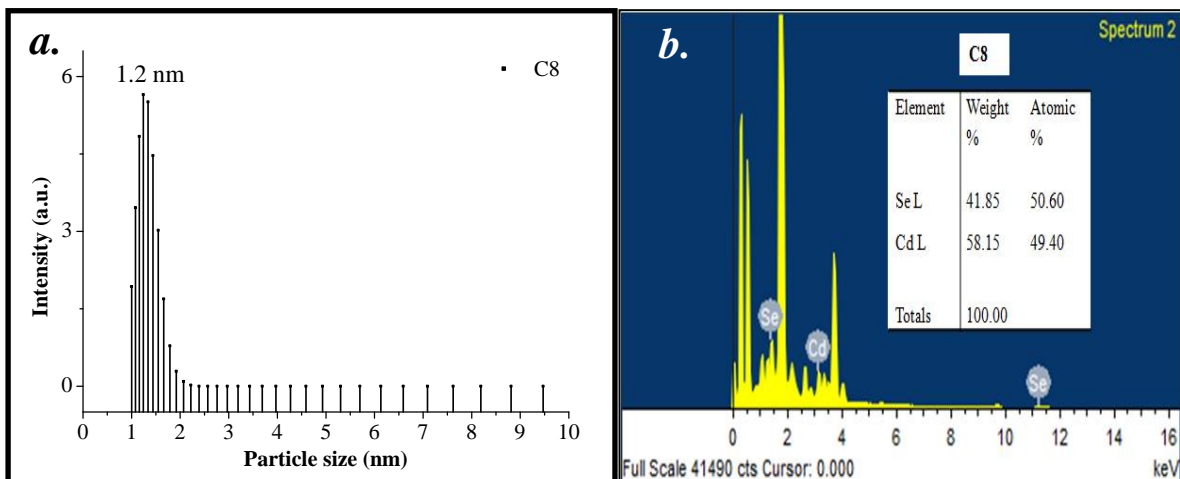 a.
1.2 nm
C8
Intensity (a.u.)
6
3
0
0 1 2 3 4 5 6 7 8 9 10
Particle size (nm)
b.
Spectrum 2
C8
Element Weight Atomic
% %
Se L 41.85 50.60
Cd L 58.15 49.40
Totals 100.00
Se
Cd
Se
0 2 4 6 8 10 12 14 16
Full Scale 41490 cts Cursor: 0.000 keV